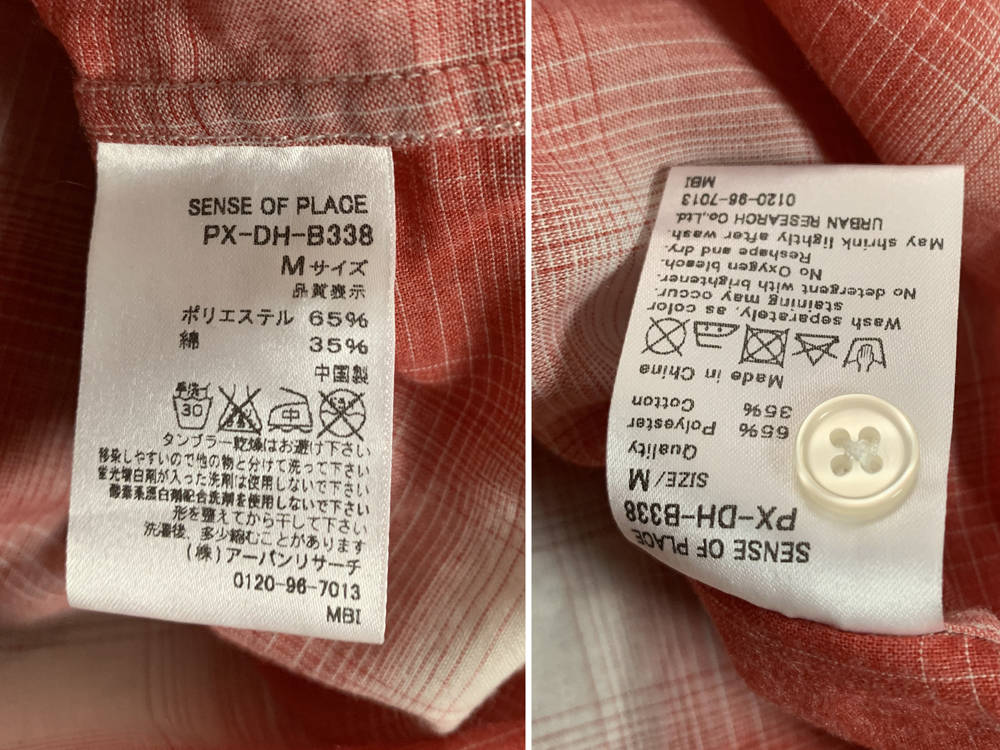 SENSE OF PLACE
PX-DH-B338
Mサイズ
品質表示
ポリエステル 65%
綿 35%
中国製
手洗イ
30
中
タンブラー乾燥はお避け下さい
移染しやすいので他の物と分けて洗って下さい
蛍光増白剤が入った洗剤は使用しないで下さい
酸素系漂白剤配合洗剤を使用しないで下さい
形を整えてから干して下さい
洗濯後、多少縮むことがあります
(株)アーバンリサーチ
0120-96-7013
MBI
SENSE OF PLACE
PX-DH-B338
SIZE/M
Quality
65% Polyester
35% Cotton
Made in China
Wash separately, as color
staining may occur.
No detergent with brightener.
No Oxygen bleach.
Reshape and dry.
May shrink lightly after wash.
URBAN RESEARCH Co.,Ltd.
0120-96-7013
MBI